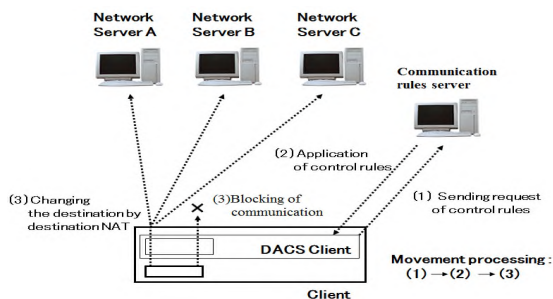 Network
Server A
Network
Server B
Network
Server C
Communication
rules server
(2) Application
of control rules
(1) Sending request
of control rules
(3) Changing
the destination by
destination NAT
(3)Blocking of
communication
DACS Client
Movement processing :
(1) → (2) → (3)
Client